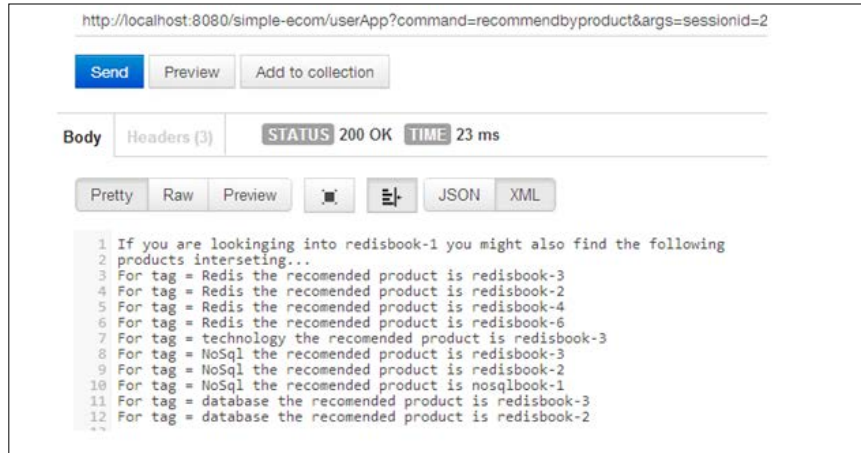 http://localhost:8080/simple-ecom/userApp?command=recommendbyproduct&args=sessionid=2
Send Preview Add to collection
Body Headers (3) STATUS 200 OK TIME 23 ms
Pretty Raw Preview JSON XML
1 If you are lookinging into redisbook-1 you might also find the following
2 products interseting...
3 For tag = Redis the recomended product is redisbook-3
4 For tag = Redis the recomended product is redisbook-2
5 For tag = Redis the recomended product is redisbook-4
6 For tag = Redis the recomended product is redisbook-6
7 For tag = technology the recomended product is redisbook-3
8 For tag = NoSql the recomended product is redisbook-3
9 For tag = NoSql the recomended product is redisbook-2
10 For tag = NoSql the recomended product is nosqlbook-1
11 For tag = database the recomended product is redisbook-3
12 For tag = database the recomended product is redisbook-2